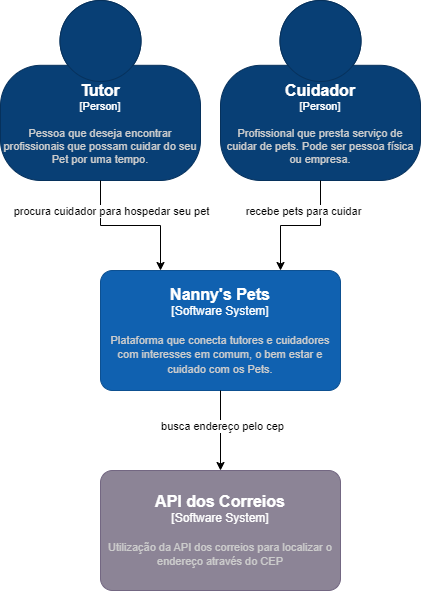 Tutor
[Person]
Pessoa que deseja encontrar
profissionais que possam cuidar do seu
Pet por uma tempo.
Cuidador
[Person]
Profissional que presta serviço de
cuidar de pets. Pode ser pessoa física
ou empresa.
procura cuidador para hospedar seu pet
recebe pets para cuidar
Nanny's Pets
[Software System]
Plataforma que conecta tutores e cuidadores
com interesses em comum, o bem estar e
cuidado com os Pets.
busca endereço pelo cep
API dos Correios
[Software System]
Utilização da API dos correios para localizar o
endereço através do CEP